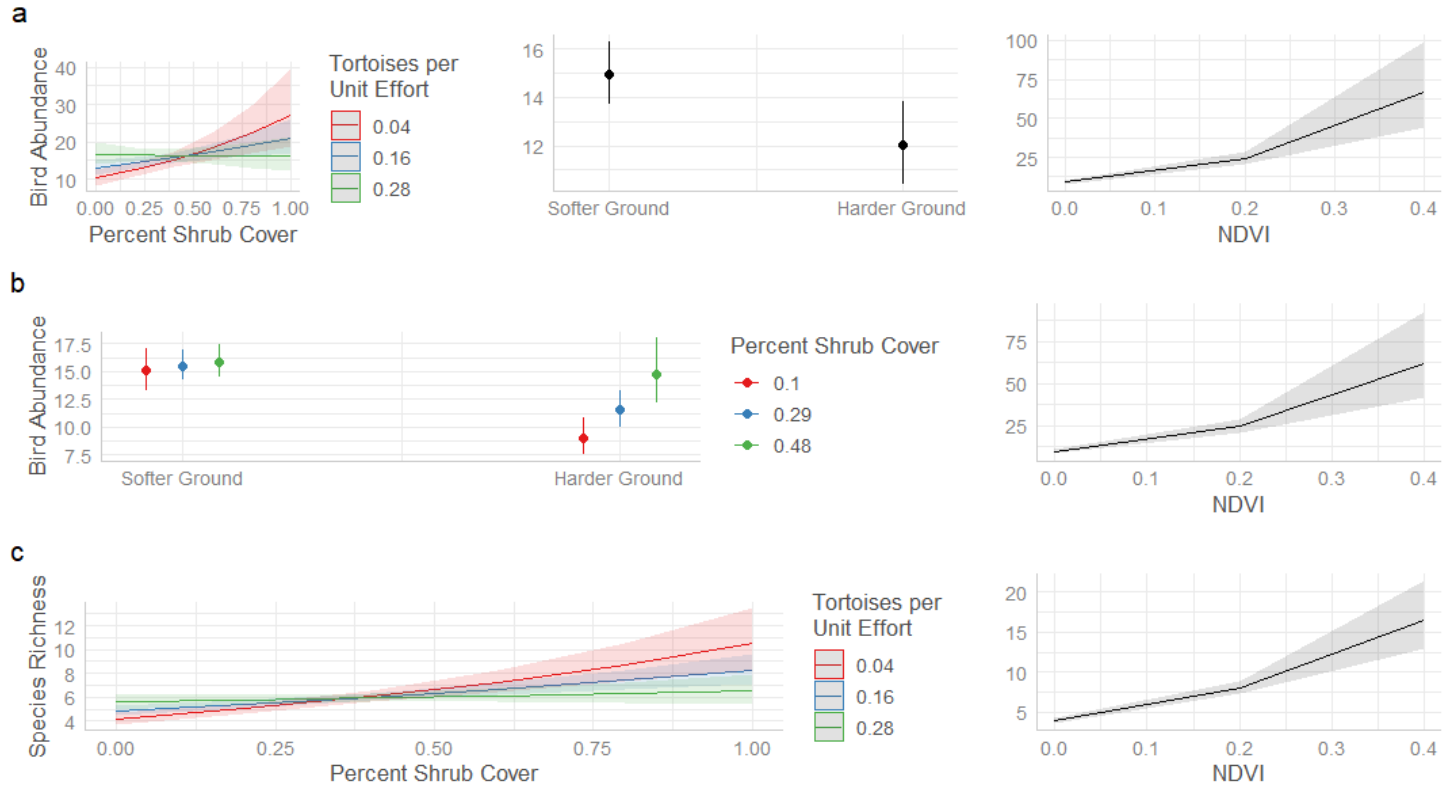 a
Bird Abundance
40
30
20
10
0.00 0.25 0.50 0.75 1.00
Percent Shrub Cover
Tortoises per
Unit Effort
0.04
0.16
0.28
16
14
12
Softer Ground Harder Ground
100
75
50
25
0.0 0.1 0.2 0.3 0.4
NDVI
b
Bird Abundance
17.5
15.0
12.5
10.0
7.5
Softer Ground Harder Ground
Percent Shrub Cover
0.1
0.29
0.48
75
50
25
0.0 0.1 0.2 0.3 0.4
NDVI
c
Species Richness
12
10
8
6
4
0.00 0.25 0.50 0.75 1.00
Percent Shrub Cover
Tortoises per
Unit Effort
0.04
0.16
0.28
20
15
10
5
0.0 0.1 0.2 0.3 0.4
NDVI